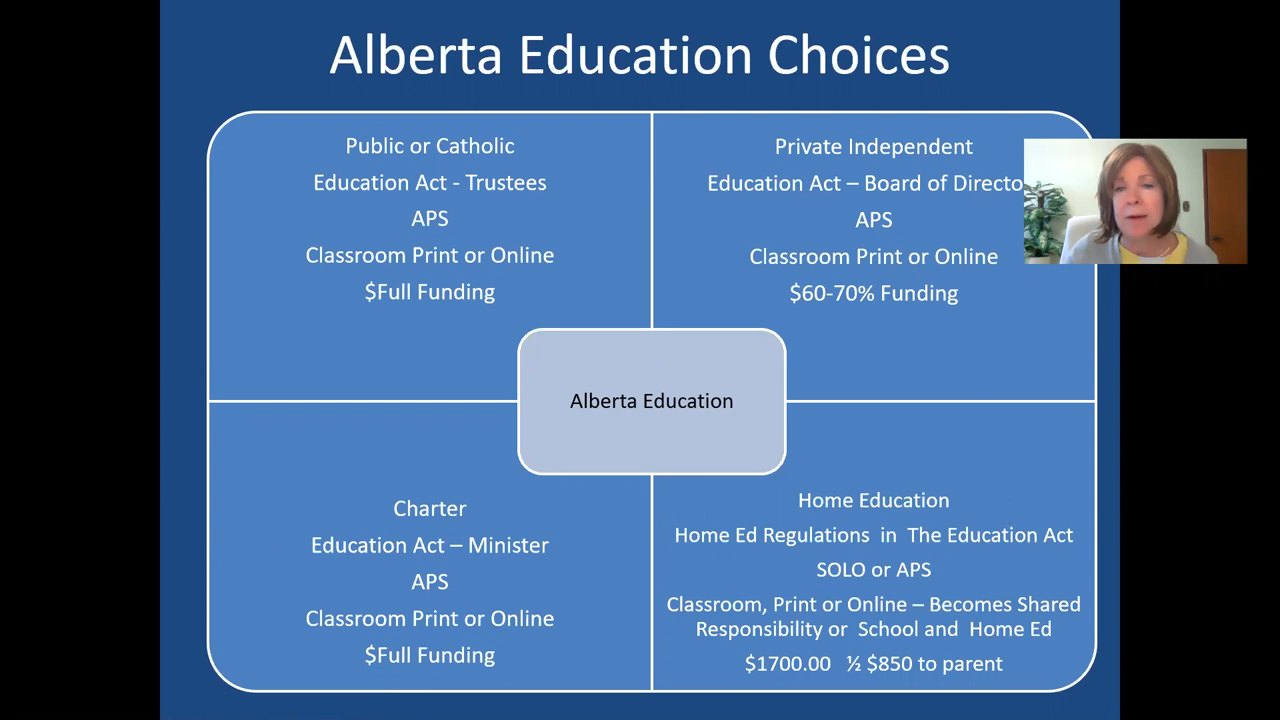 Alberta Education Choices
Public or Catholic
Education Act - Trustees
APS
Classroom Print or Online
$Full Funding
Private Independent
Education Act – Board of
APS
Classroom Print or Online
$60-70% Funding
Alberta Education
Charter
Education Act – Minister
APS
Classroom Print or Online
$Full Funding
Home Education
Home Ed Regulations in The Education Act
SOLO or APS
Classroom, Print or Online – Becomes Shared
Responsibility or School and Home Ed
$1700.00 ½ $850 to parent